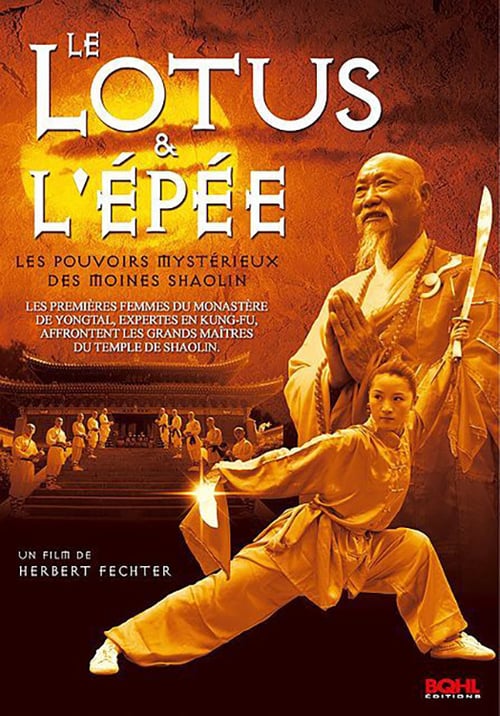 LE
LOTUS
&
L'ÉPÉE
LES POUVOIRS MYSTÉRIEUX
DES MOINES SHAOLIN
LES PREMIÈRES FEMMES DU MONASTÈRE
DE YONGTAL, EXPERTES EN KUNG-FU,
AFFRONTENT LES GRANDS MAÎTRES
DU TEMPLE DE SHAOLIN.
UN FILM DE
HERBERT FECHTER
BQHL
ÉDITIONS